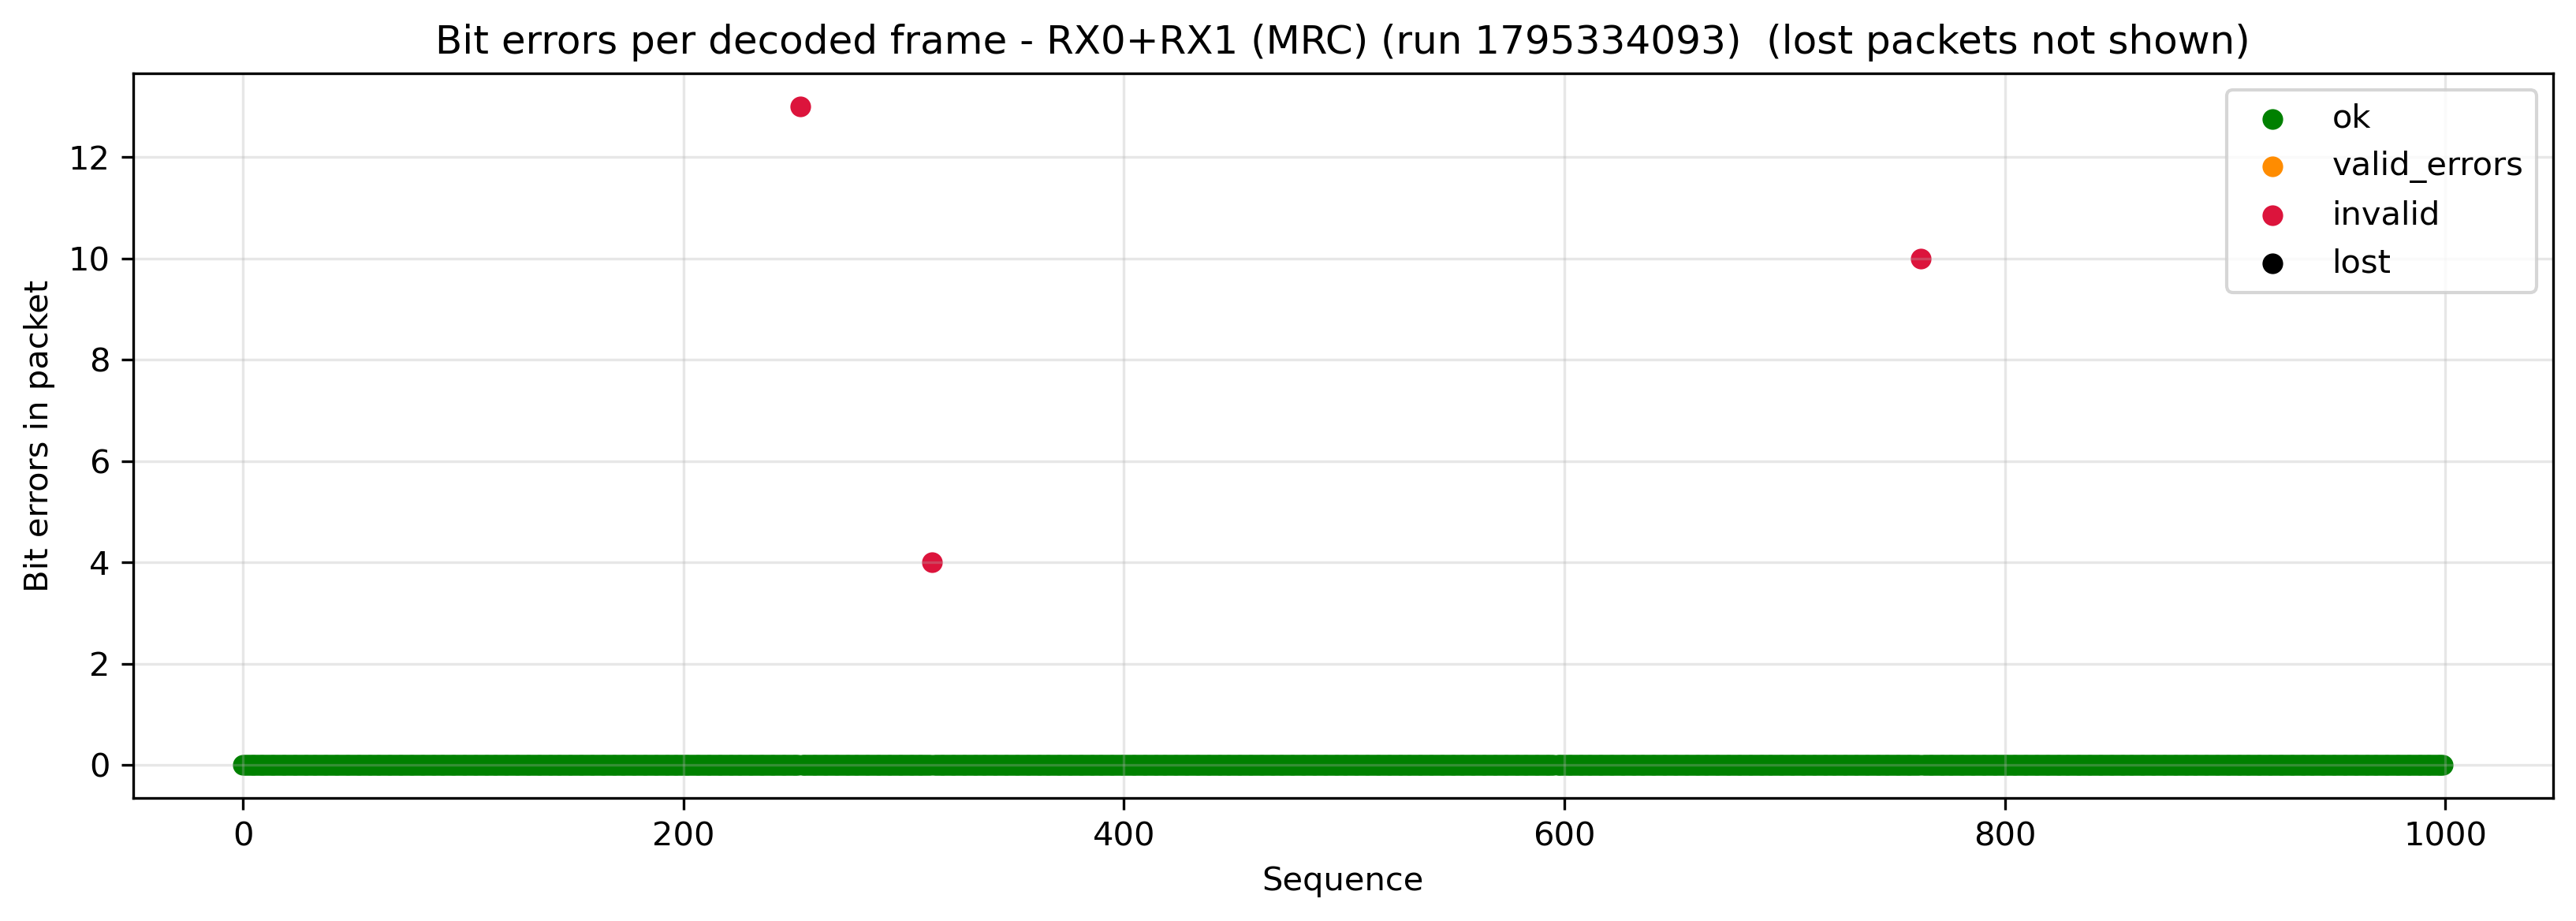 Bit errors per decoded frame - RX0+RX1 (MRC) (run 1795334093)  (lost packets not shown)
ok
valid_errors
invalid
lost
Bit errors in packet
12
10
8
6
4
2
0
0 200 400 600 800 1000
Sequence